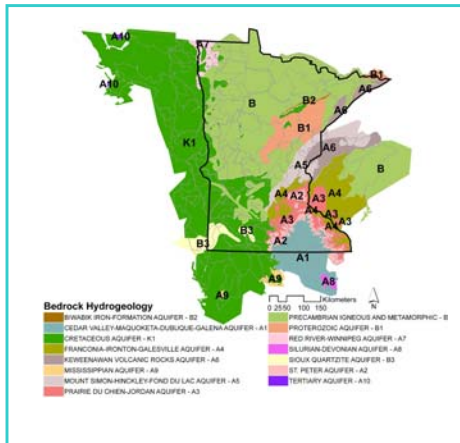 A10
A7
A10
B1
A6
B
B2
A6
K1
B1
A6
A5
B
A4
A2
A3
A4
A4
A3
A3
A3
A4
B3
B3
A2
A1
A9
A8
A9
Kilometers
0 25 50 100 150
N
Bedrock Hydrogeology
BIWABIK IRON-FORMATION AQUIFER - B2
CEDAR VALLEY-MAQUOKETA-DUBUQUE-GALENA AQUIFER - A1
CRETACEOUS AQUIFER - K1
FRANCONIA-IRONTON-GALESVILLE AQUIFER - A4
KEWEENAWAN VOLCANIC ROCKS AQUIFER - A6
MISSISSIPPIAN AQUIFER - A9
MOUNT SIMON-HINCKLEY-FOND DU LAC AQUIFER - A5
PRAIRIE DU CHIEN-JORDAN AQUIFER - A3
PRECAMBRIAN IGNEOUS AND METAMORPHIC - B
PROTEROZOIC AQUIFER - B1
RED RIVER-WINNIPEG AQUIFER - A7
SILURIAN-DEVONIAN AQUIFER - A8
SIOUX QUARTZITE AQUIFER - B3
ST. PETER AQUIFER - A2
TERTIARY AQUIFER - A10